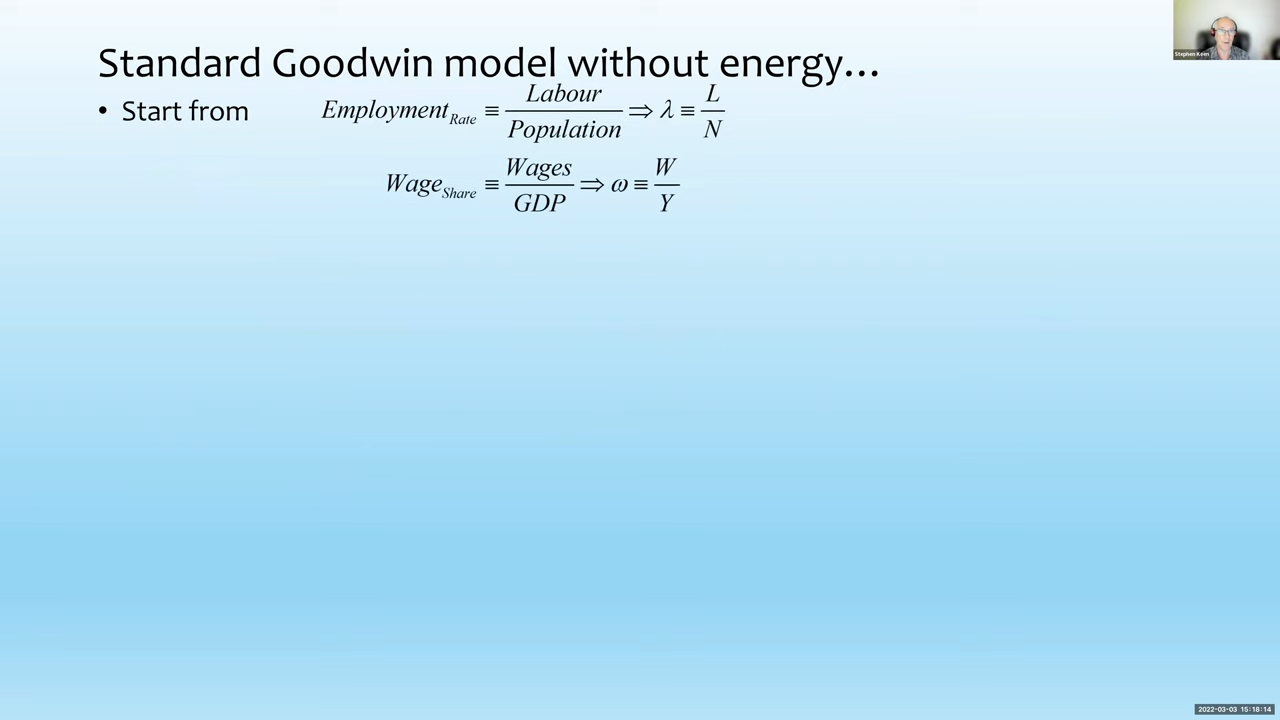 Standard Goodwin model without energy…
• Start from Employment_Rate ≡ Labour/Population ⇒ λ ≡ L/N
Wage_Share ≡ Wages/GDP ⇒ ω ≡ W/Y
Stephen Keen
2022-03-03 15:18:14